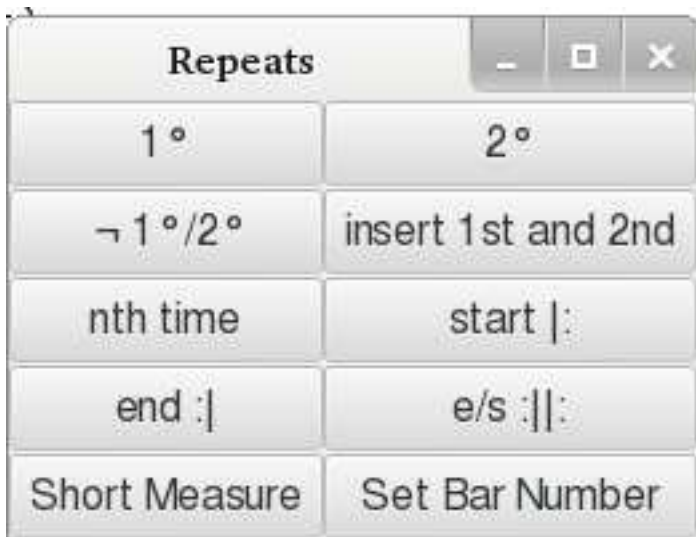 Repeats
1° 2°
¬ 1°/2° insert 1st and 2nd
nth time start |:
end :| e/s :||:
Short Measure Set Bar Number